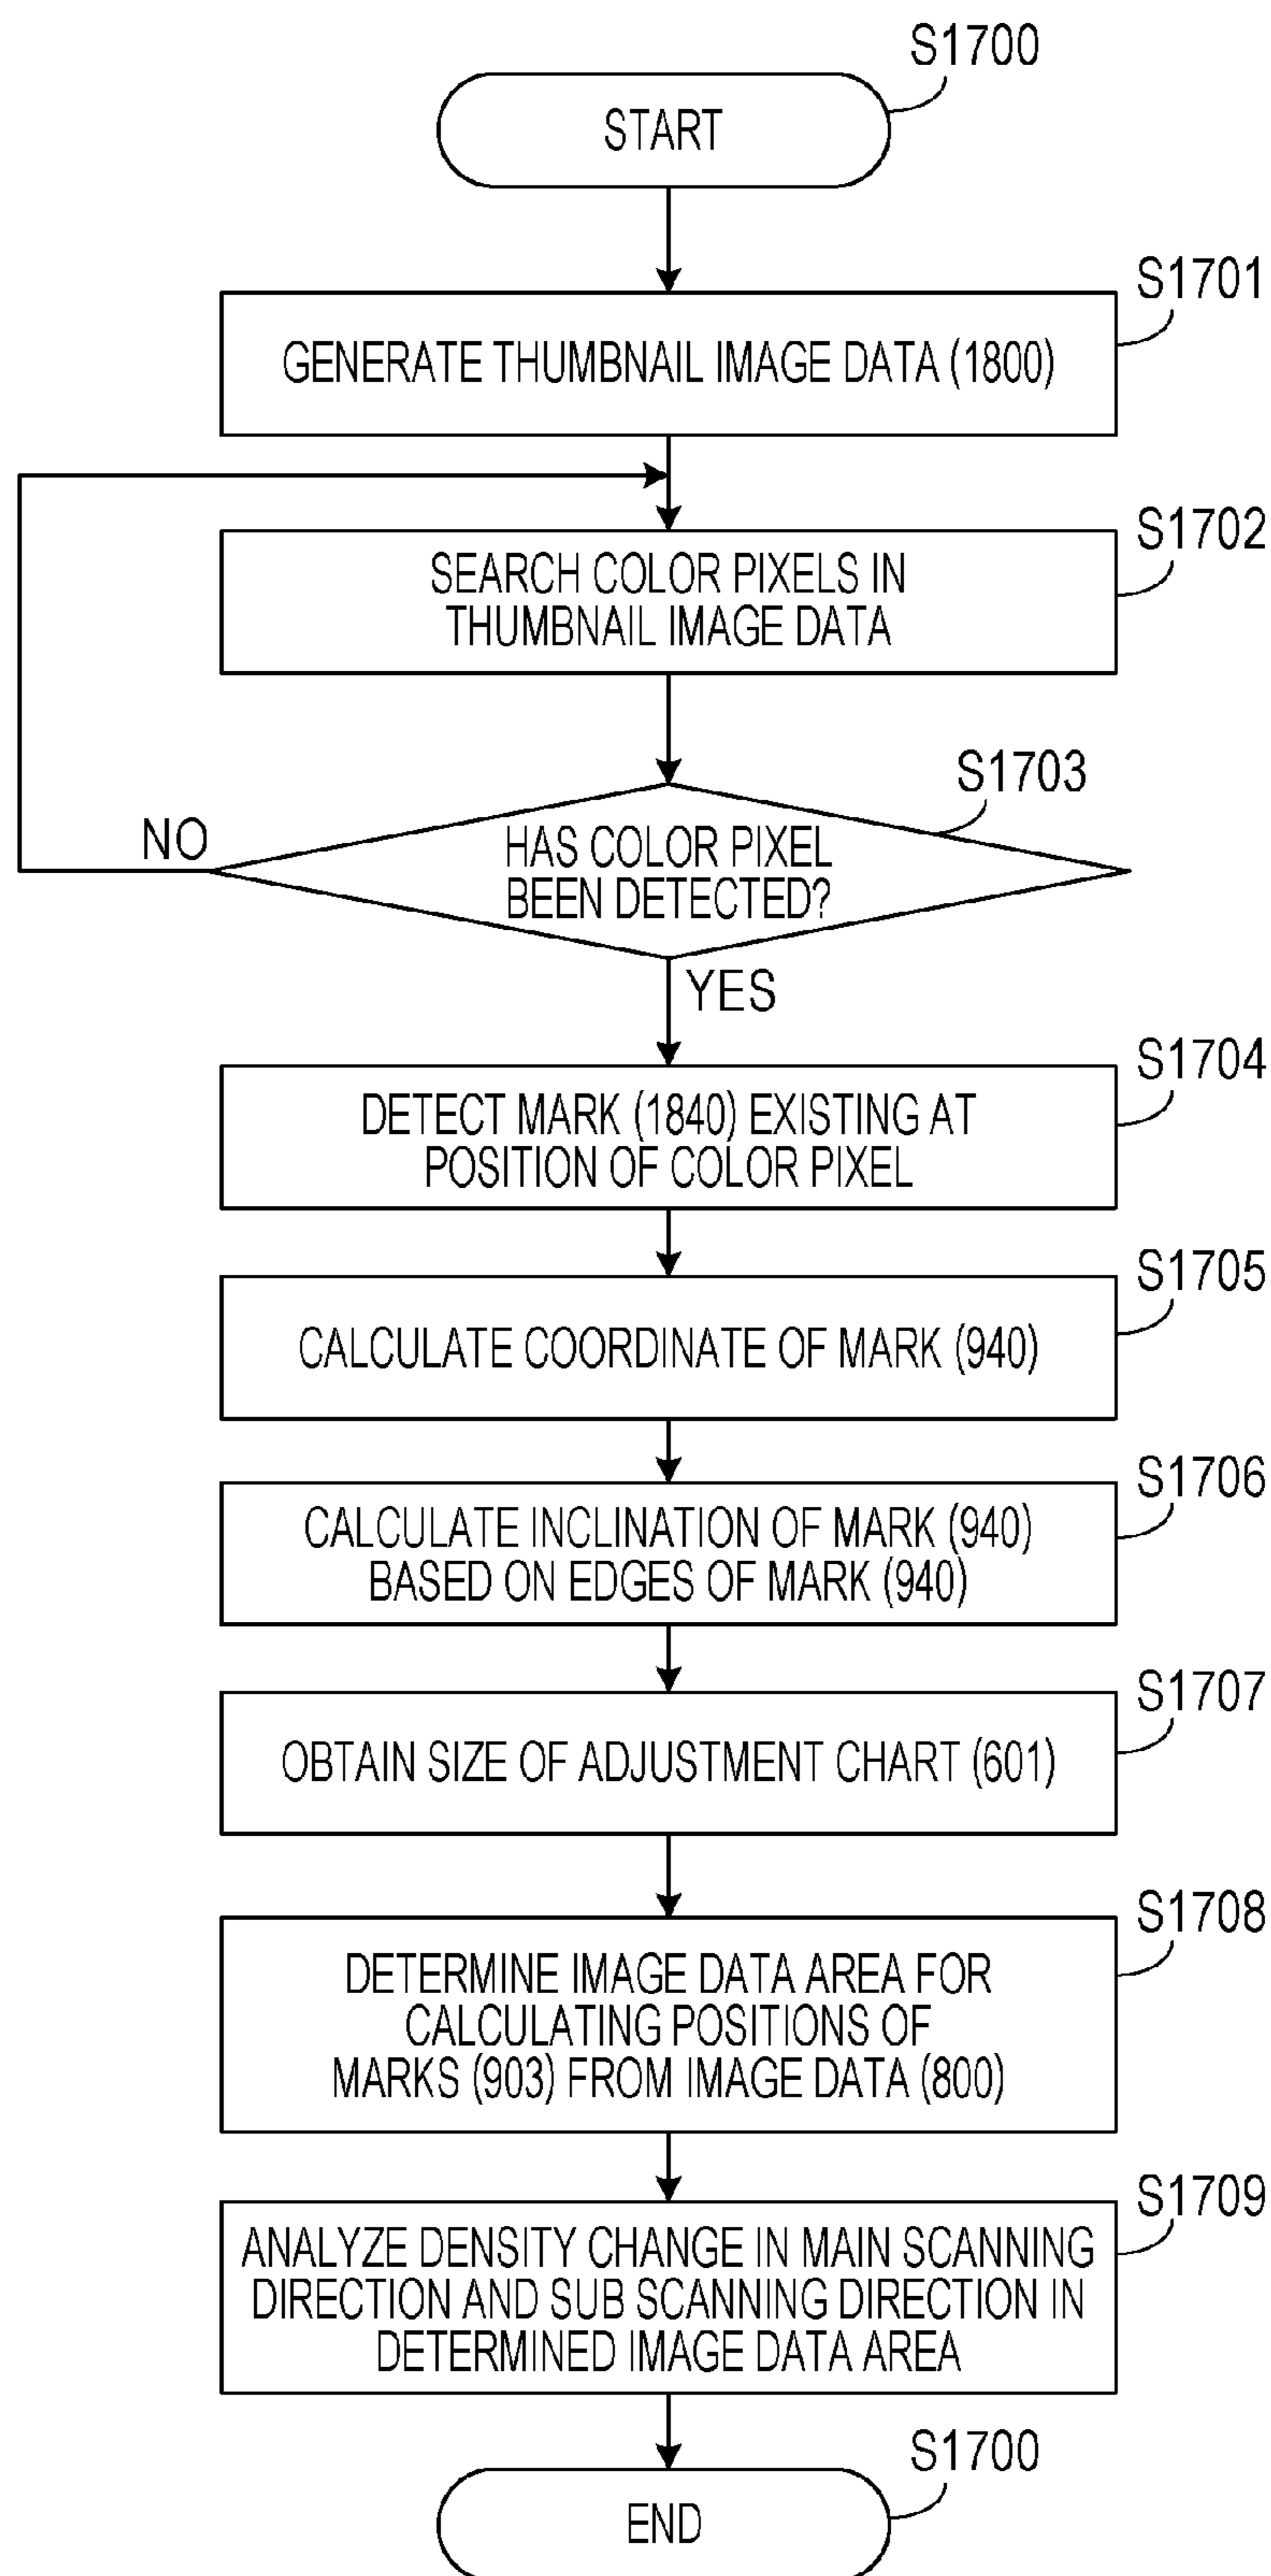 S1700
START
S1701
GENERATE THUMBNAIL IMAGE DATA (1800)
S1702
SEARCH COLOR PIXELS IN
THUMBNAIL IMAGE DATA
S1703
NO
HAS COLOR PIXEL
BEEN DETECTED?
YES
S1704
DETECT MARK (1840) EXISTING AT
POSITION OF COLOR PIXEL
S1705
CALCULATE COORDINATE OF MARK (940)
S1706
CALCULATE INCLINATION OF MARK (940)
BASED ON EDGES OF MARK (940)
S1707
OBTAIN SIZE OF ADJUSTMENT CHART (601)
S1708
DETERMINE IMAGE DATA AREA FOR
CALCULATING POSITIONS OF
MARKS (903) FROM IMAGE DATA (800)
S1709
ANALYZE DENSITY CHANGE IN MAIN SCANNING
DIRECTION AND SUB SCANNING DIRECTION IN
DETERMINED IMAGE DATA AREA
S1700
END